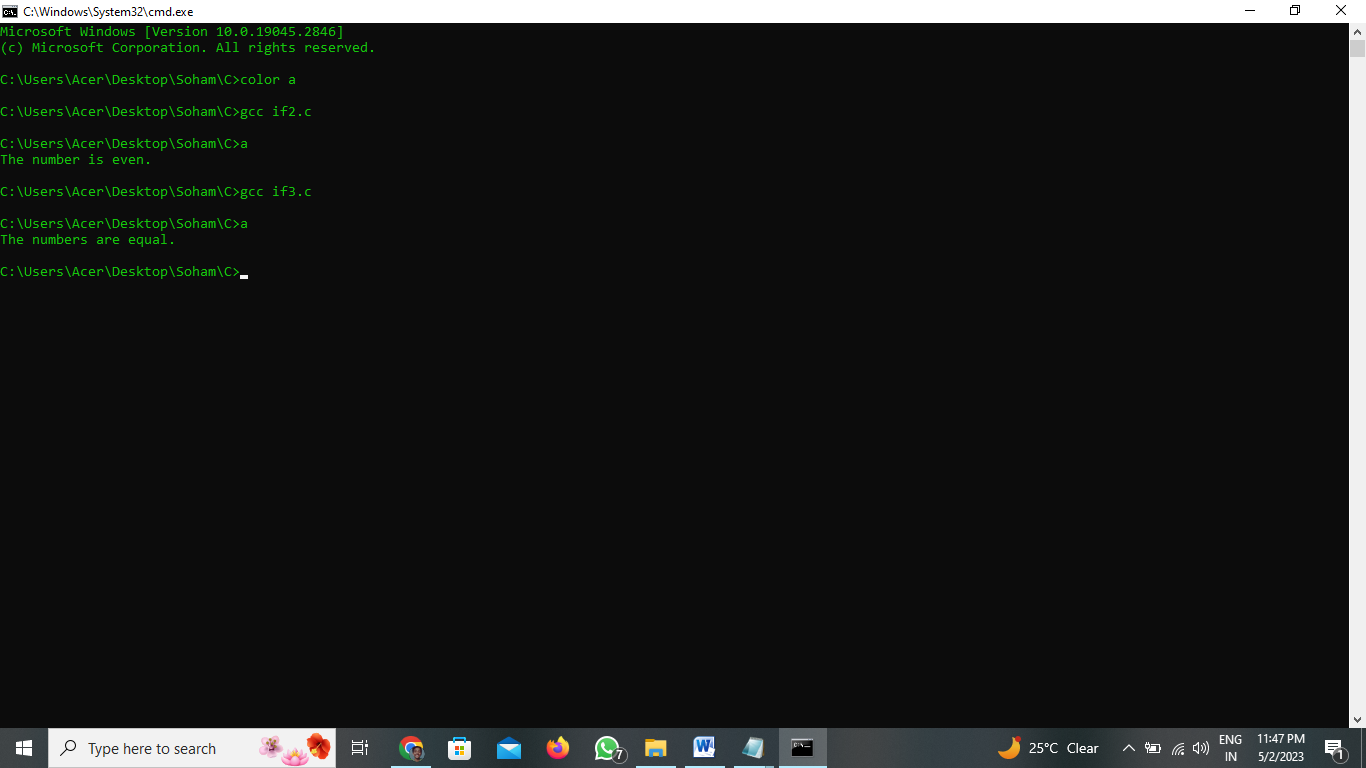 C:\Windows\System32\cmd.exe
Microsoft Windows [Version 10.0.19045.2846]
(c) Microsoft Corporation. All rights reserved.
C:\Users\Acer\Desktop\Soham\C>color a
C:\Users\Acer\Desktop\Soham\C>gcc if2.c
C:\Users\Acer\Desktop\Soham\C>a
The number is even.
C:\Users\Acer\Desktop\Soham\C>gcc if3.c
C:\Users\Acer\Desktop\Soham\C>a
The numbers are equal.
C:\Users\Acer\Desktop\Soham\C>
Type here to search
7
W
25°C Clear
ENG
IN
11:47 PM
5/2/2023
1